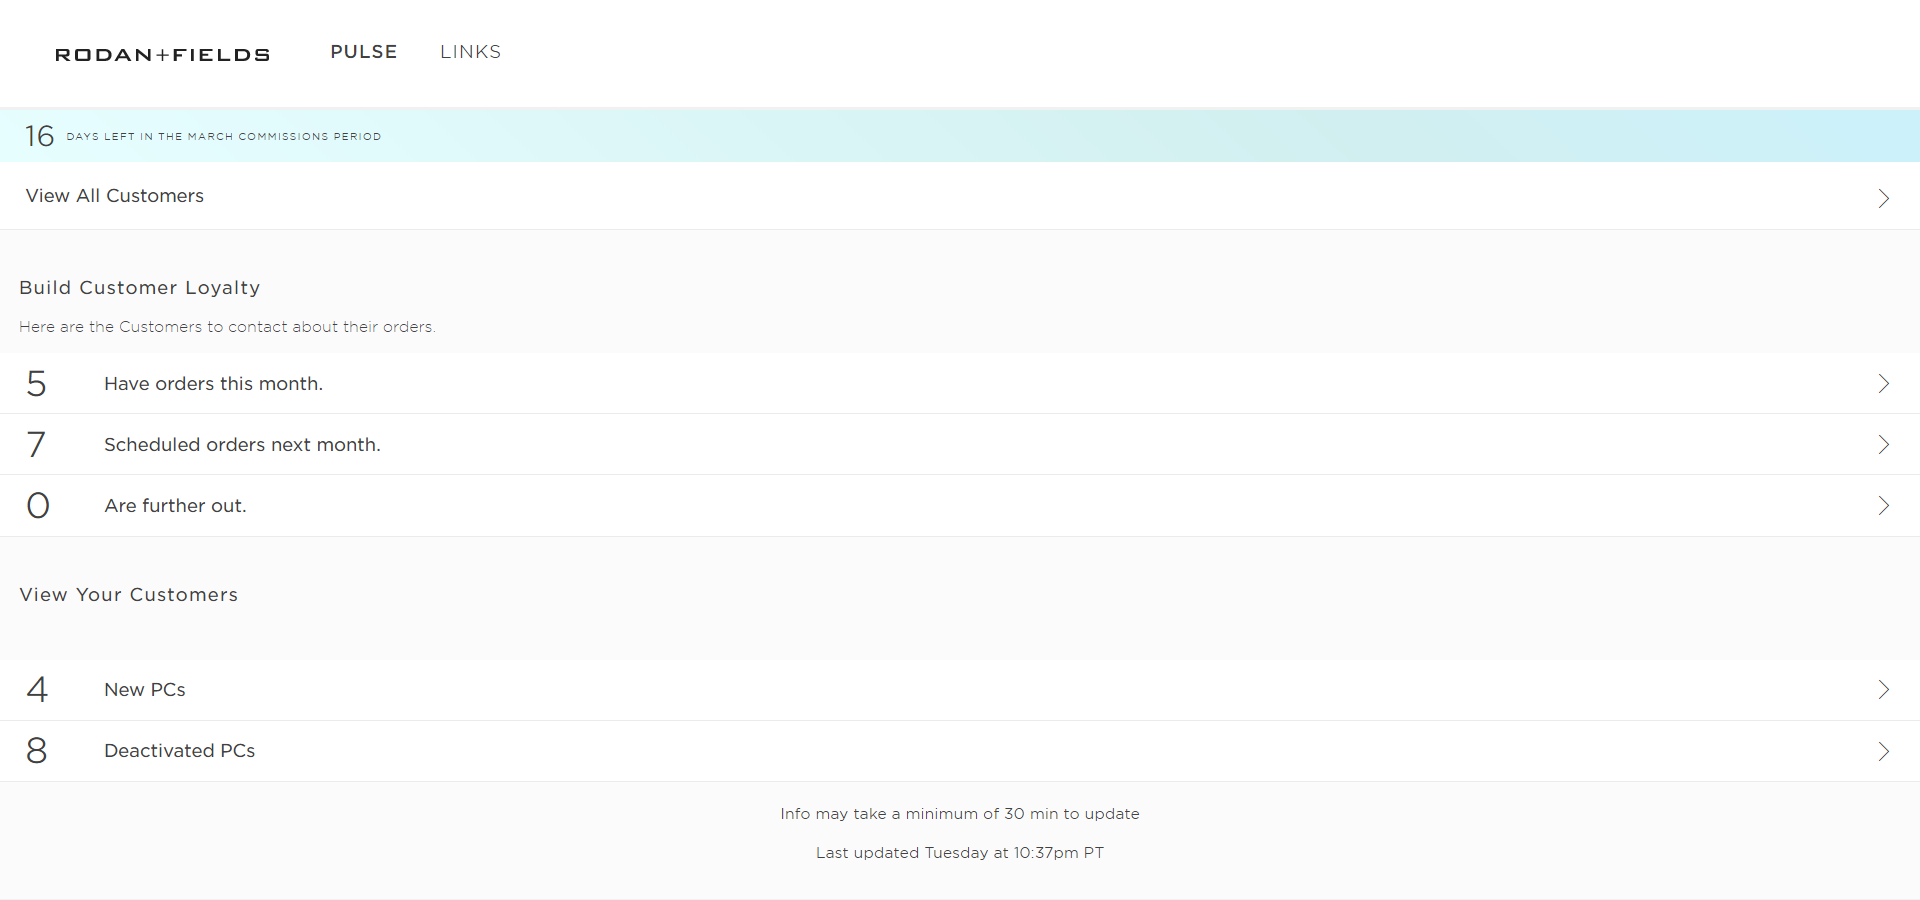 RODAN+FIELDS PULSE LINKS
16 DAYS LEFT IN THE MARCH COMMISSIONS PERIOD
View All Customers
Build Customer Loyalty
Here are the Customers to contact about their orders.
5 Have orders this month.
7 Scheduled orders next month.
0 Are further out.
View Your Customers
4 New PCs
8 Deactivated PCs
Info may take a minimum of 30 min to update
Last updated Tuesday at 10:37pm PT